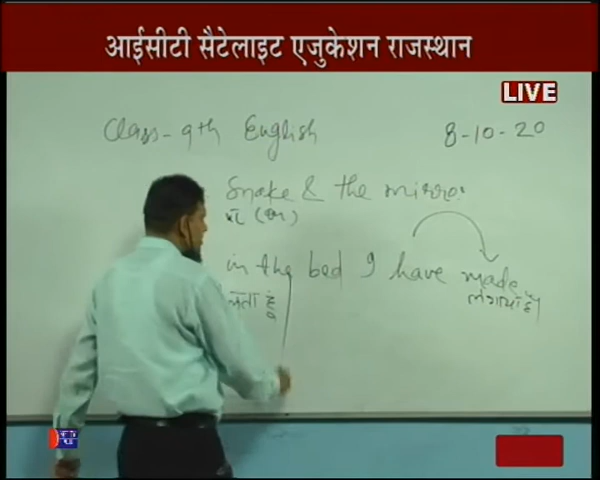 आईसीटी सैटेलाइट एजुकेशन राजस्थान
LIVE
Class-9th English 8-10-20
Snake & the mirror
in the bed I have made